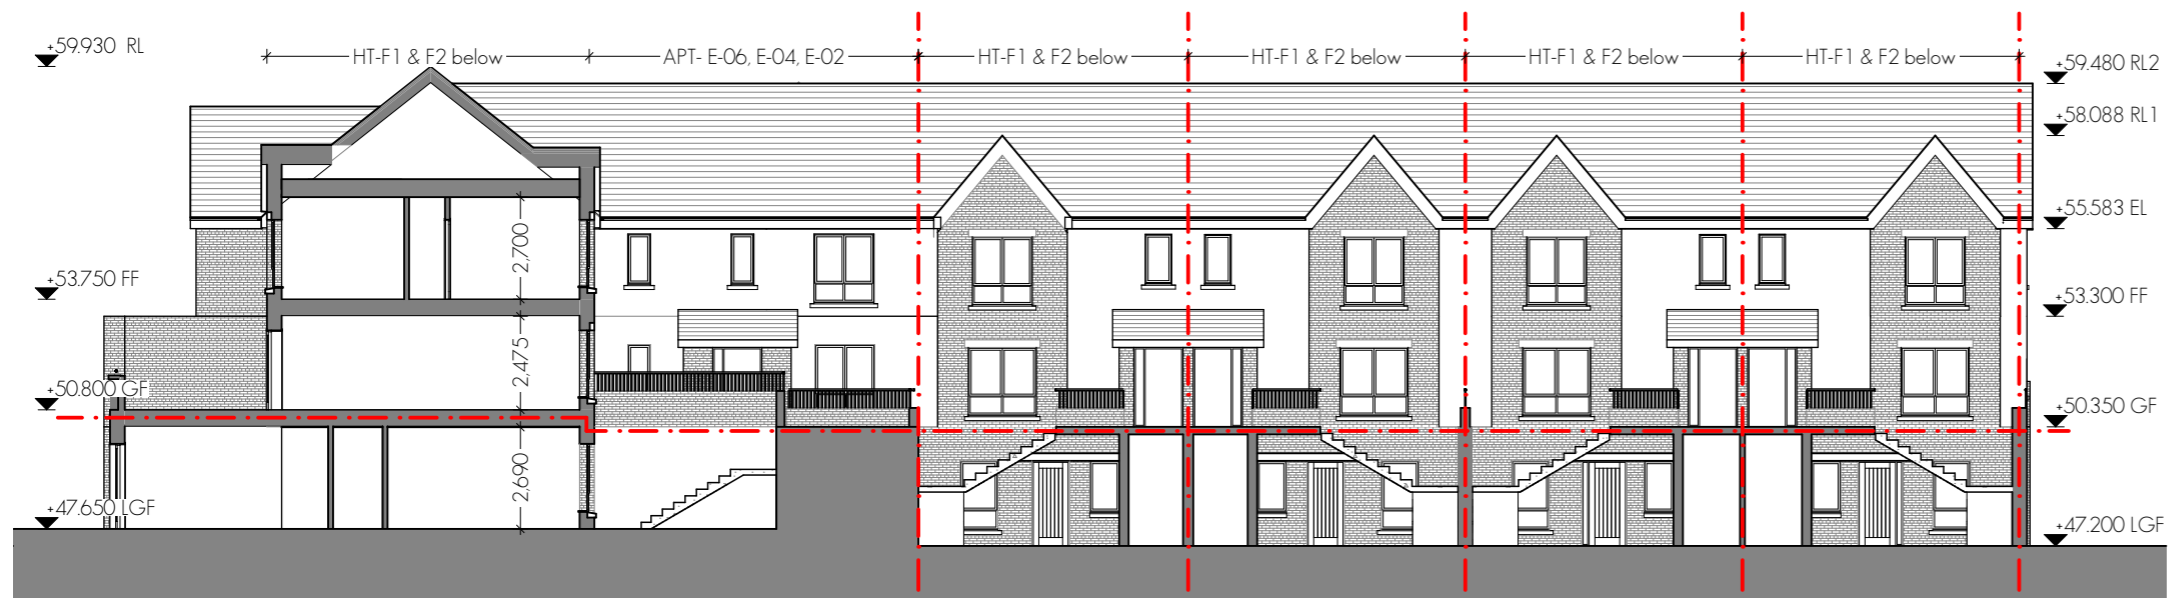 +59.930 RL
HT-F1 & F2 below
APT- E-06, E-04, E-02
HT-F1 & F2 below
HT-F1 & F2 below
HT-F1 & F2 below
HT-F1 & F2 below
+59.480 RL2
+58.088 RL1
+55.583 EL
2,700
+53.750 FF
+53.300 FF
2,475
+50.800 GF
+50.350 GF
2,690
+47.650 LGF
+47.200 LGF